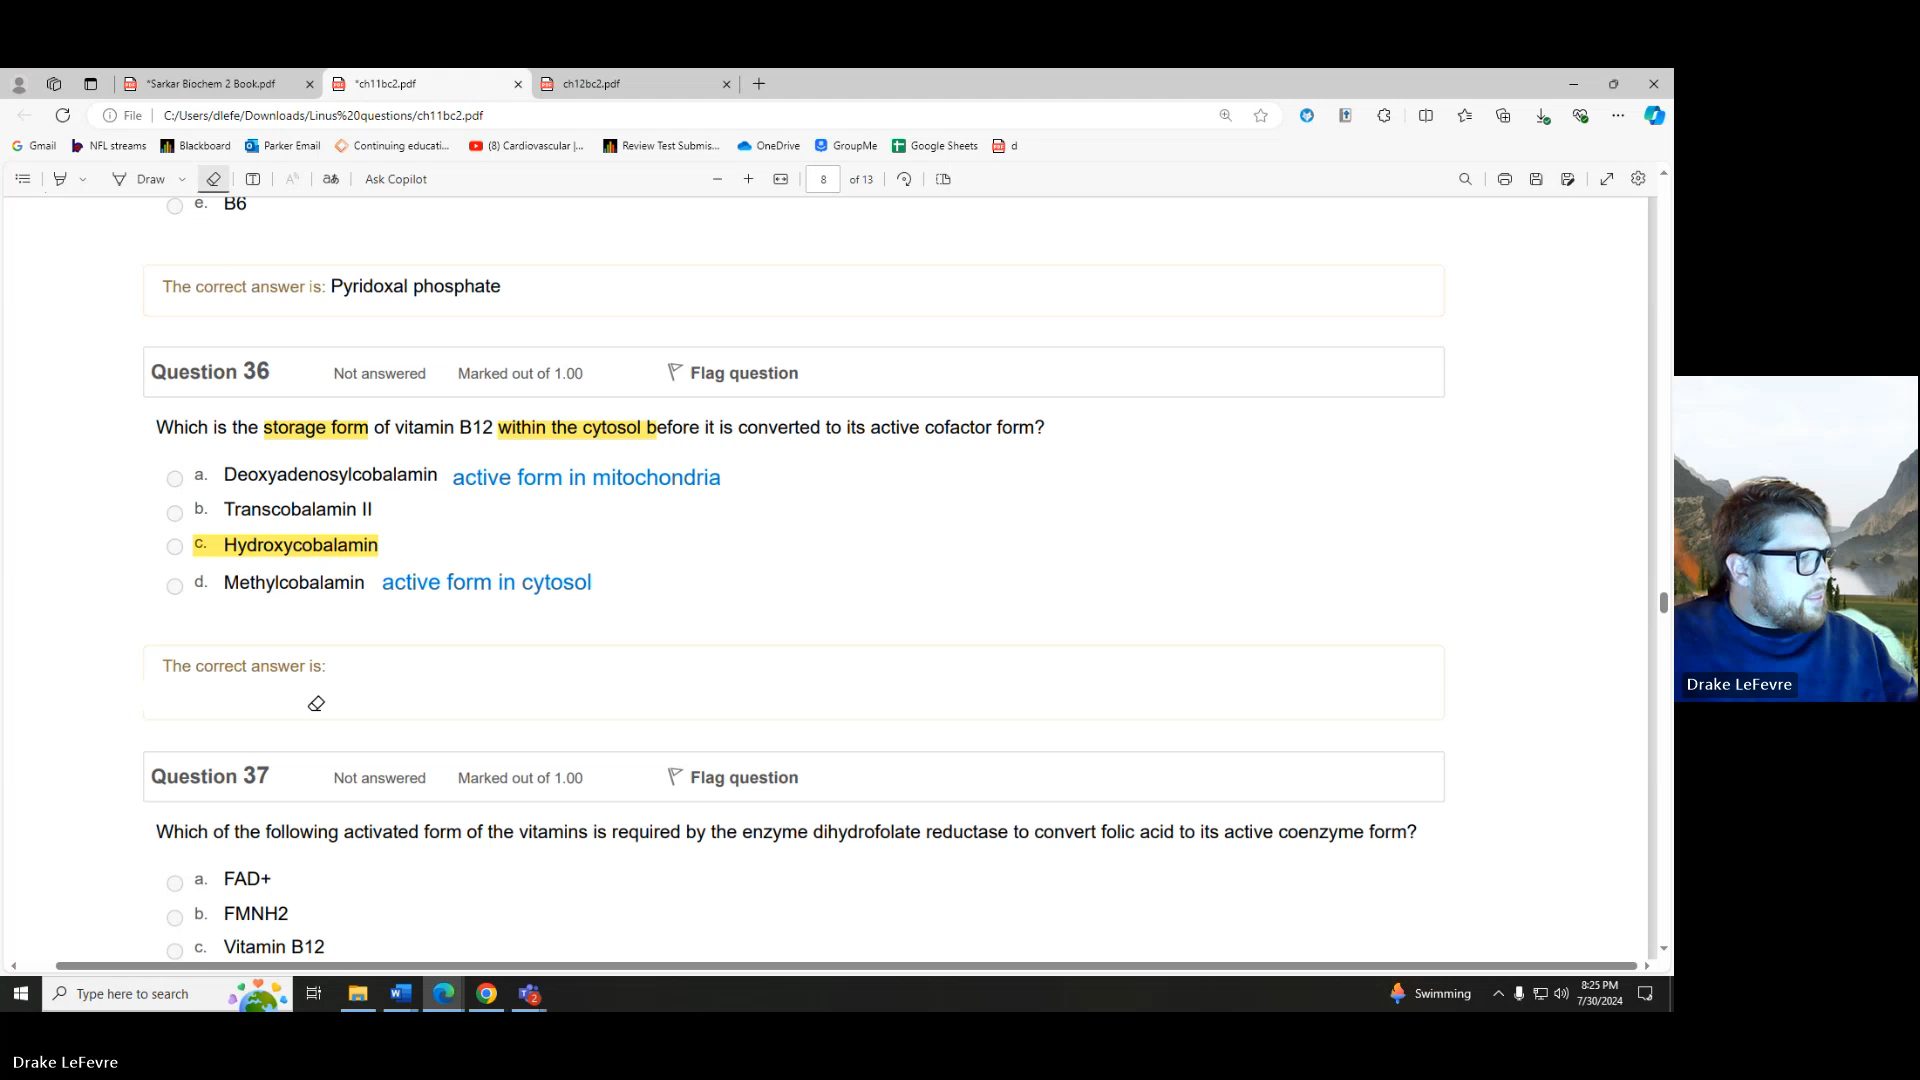 *Sarkar Biochem 2 Book.pdf
*ch11bc2.pdf
ch12bc2.pdf
File C:/Users/dlefe/Downloads/Linus%20questions/ch11bc2.pdf
Gmail NFL streams Blackboard Parker Email Continuing educati... (8) Cardiovascular |... Review Test Submis... OneDrive GroupMe Google Sheets d
Draw Ask Copilot 8 of 13
e. B6
The correct answer is: Pyridoxal phosphate
Question 36 Not answered Marked out of 1.00 Flag question
Which is the storage form of vitamin B12 within the cytosol before it is converted to its active cofactor form?
a. Deoxyadenosylcobalamin active form in mitochondria
b. Transcobalamin II
c. Hydroxycobalamin
d. Methylcobalamin active form in cytosol
The correct answer is:
Question 37 Not answered Marked out of 1.00 Flag question
Which of the following activated form of the vitamins is required by the enzyme dihydrofolate reductase to convert folic acid to its active coenzyme form?
a. FAD+
b. FMNH2
c. Vitamin B12
Drake LeFevre
Type here to search
Swimming
8:25 PM
7/30/2024
Drake LeFevre